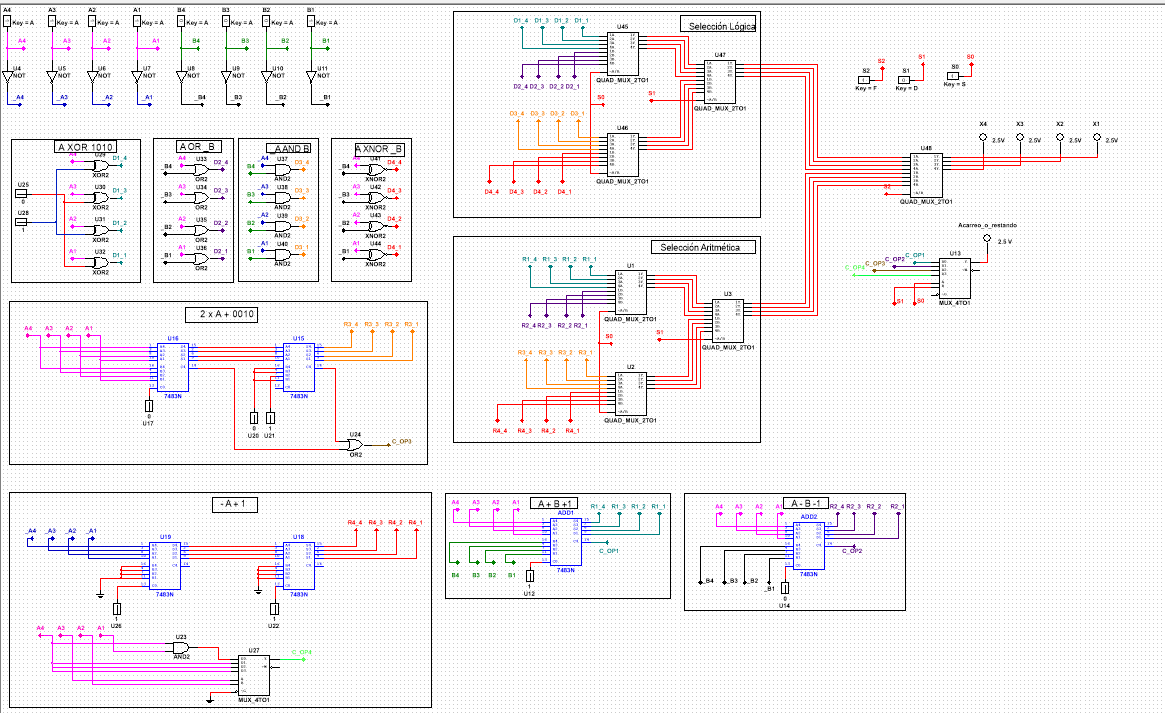 A4 A3 A2 A1 B4 B3 B2 B1
Key = A Key = A Key = A Key = A Key = A Key = A Key = A Key = A
A4 A3 A2 A1 B4 B3 B2 B1
U4 U5 U6 U7 U8 U9 U10 U11
NOT NOT NOT NOT NOT NOT NOT NOT
_A4 _A3 _A2 _A1 _B4 _B3 _B2 _B1
A XOR 1010
A4 U29 D1_4
XOR2
A3 U30 D1_3
XOR2
A2 U31 D1_2
XOR2
A1 U32 D1_1
XOR2
U25
0
U28
1
A OR _B
A4 U33 D2_4
_B4 OR2
A3 U34 D2_3
_B3 OR2
A2 U35 D2_2
_B2 OR2
A1 U36 D2_1
_B1 OR2
_A AND B
_A4 U37 D3_4
B4 AND2
_A3 U38 D3_3
B3 AND2
_A2 U39 D3_2
B2 AND2
_A1 U40 D3_1
B1 AND2
A XNOR _B
A4 U41 D4_4
_B4 XNOR2
A3 U42 D4_3
_B3 XNOR2
A2 U43 D4_2
_B2 XNOR2
A1 U44 D4_1
_B1 XNOR2
Selección Lógica
D1_4 D1_3 D1_2 D1_1
U45
QUAD_MUX_2TO1
D2_4 D2_3 D2_2 D2_1
U47
QUAD_MUX_2TO1
S0
S1
D3_4 D3_3 D3_2 D3_1
U46
QUAD_MUX_2TO1
D4_4 D4_3 D4_2 D4_1
S2 S1 S0
S2 S1 S0
Key = F Key = D Key = S
X4 X3 X2 X1
2.5V 2.5V 2.5V 2.5V
U48
S2
QUAD_MUX_2TO1
Acarreo_o_restando
2.5 V
U13
C_OP1
C_OP2
C_OP3
C_OP4
S1 S0
MUX_4TO1
Selección Aritmética
R1_4 R1_3 R1_2 R1_1
U1
QUAD_MUX_2TO1
R2_4 R2_3 R2_2 R2_1
U3
QUAD_MUX_2TO1
S0
S1
R3_4 R3_3 R3_2 R3_1
U2
QUAD_MUX_2TO1
R4_4 R4_3 R4_2 R4_1
2 x A + 0010
A4 A3 A2 A1
R3_4 R3_3 R3_2 R3_1
U16 U15
7483N 7483N
0
U17
0 1
U20 U21
U24
OR2
C_OP3
- A + 1
_A4 _A3 _A2 _A1
R4_4 R4_3 R4_2 R4_1
U19 U18
7483N 7483N
1
U26
1
U22
A4 A3 A2 A1
U23
AND2
U27
C_OP4
MUX_4TO1
A + B +1
A4 A3 A2 A1
ADD1
R1_4 R1_3 R1_2 R1_1
C_OP1
B4 B3 B2 B1
7483N
1
U12
A - B -1
A4 A3 A2 A1
ADD2
R2_4 R2_3 R2_2 R2_1
C_OP2
_B4 _B3 _B2 _B1
7483N
0
U14